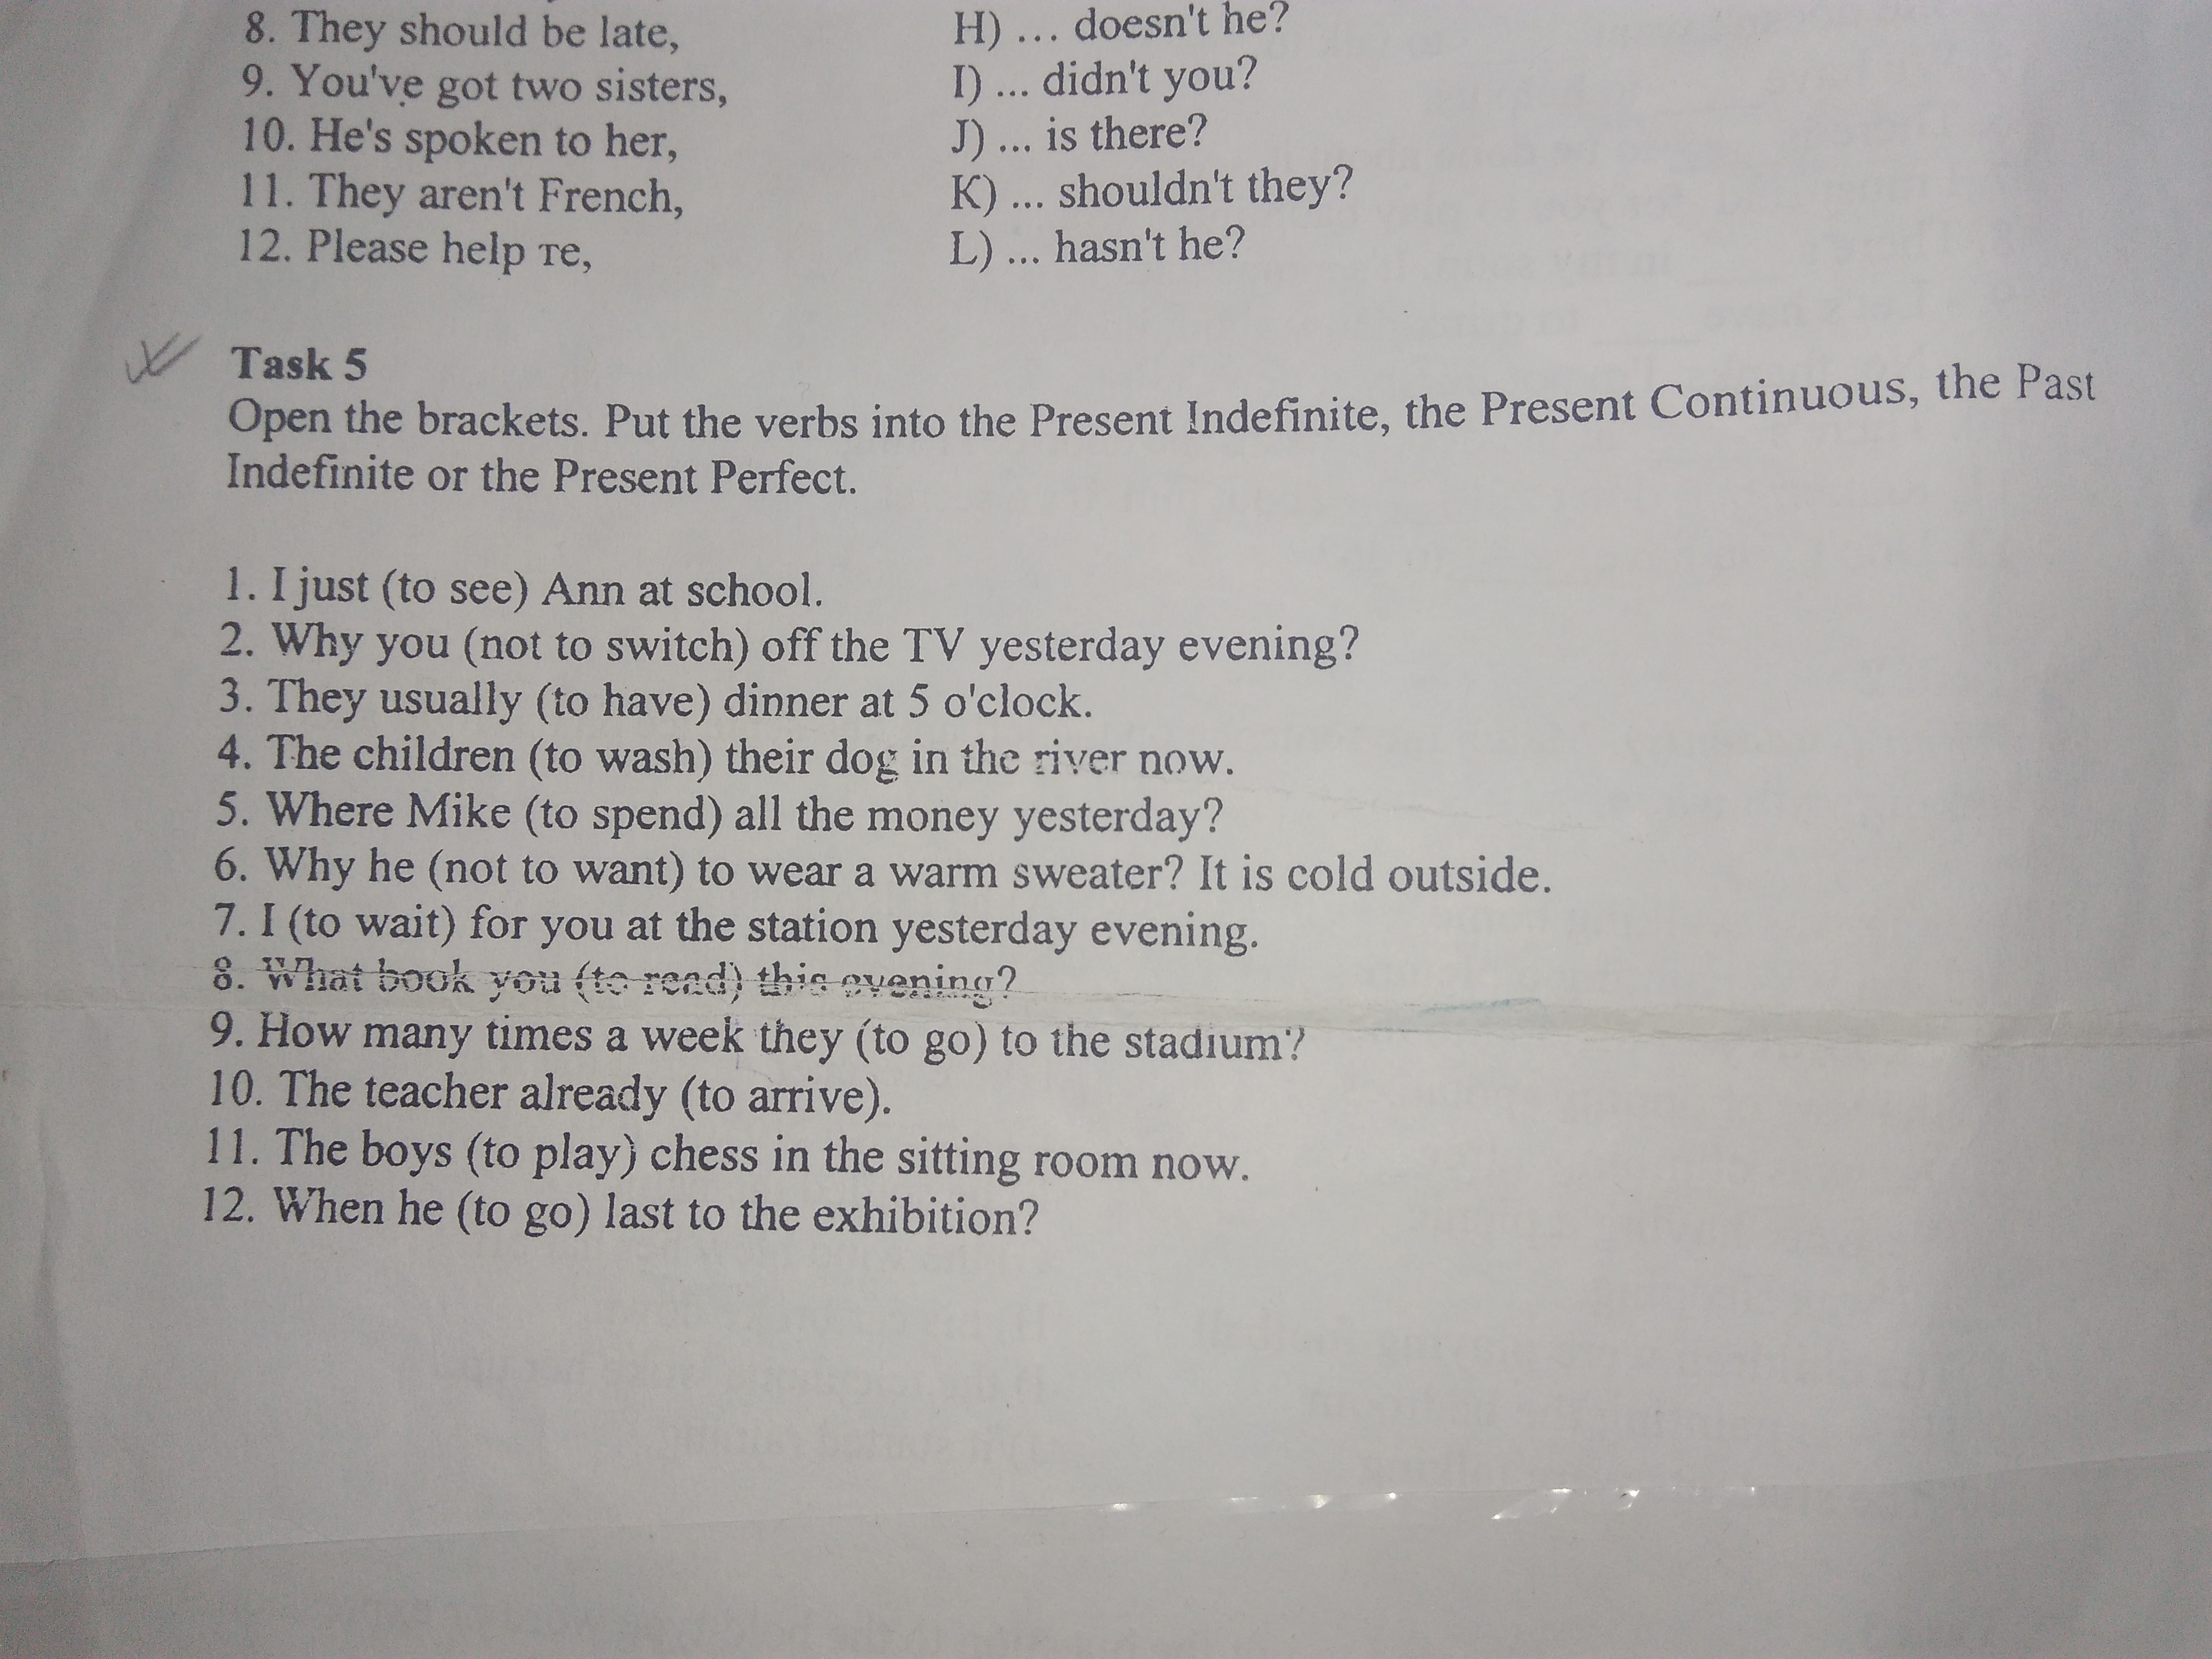 8. They should be late,
H) ... doesn't he?
9. You've got two sisters,
I) ... didn't you?
10. He's spoken to her,
J) ... is there?
11. They aren't French,
K) ... shouldn't they?
12. Please help те,
L) ... hasn't he?
Task 5
Open the brackets. Put the verbs into the Present Indefinite, the Present Continuous, the Past
Indefinite or the Present Perfect.
1. I just (to see) Ann at school.
2. Why you (not to switch) off the TV yesterday evening?
3. They usually (to have) dinner at 5 o'clock.
4. The children (to wash) their dog in the river now.
5. Where Mike (to spend) all the money yesterday?
6. Why he (not to want) to wear a warm sweater? It is cold outside.
7. I (to wait) for you at the station yesterday evening.
8. What book you (to read) this evening?
9. How many times a week they (to go) to the stadium?
10. The teacher already (to arrive).
11. The boys (to play) chess in the sitting room now.
12. When he (to go) last to the exhibition?